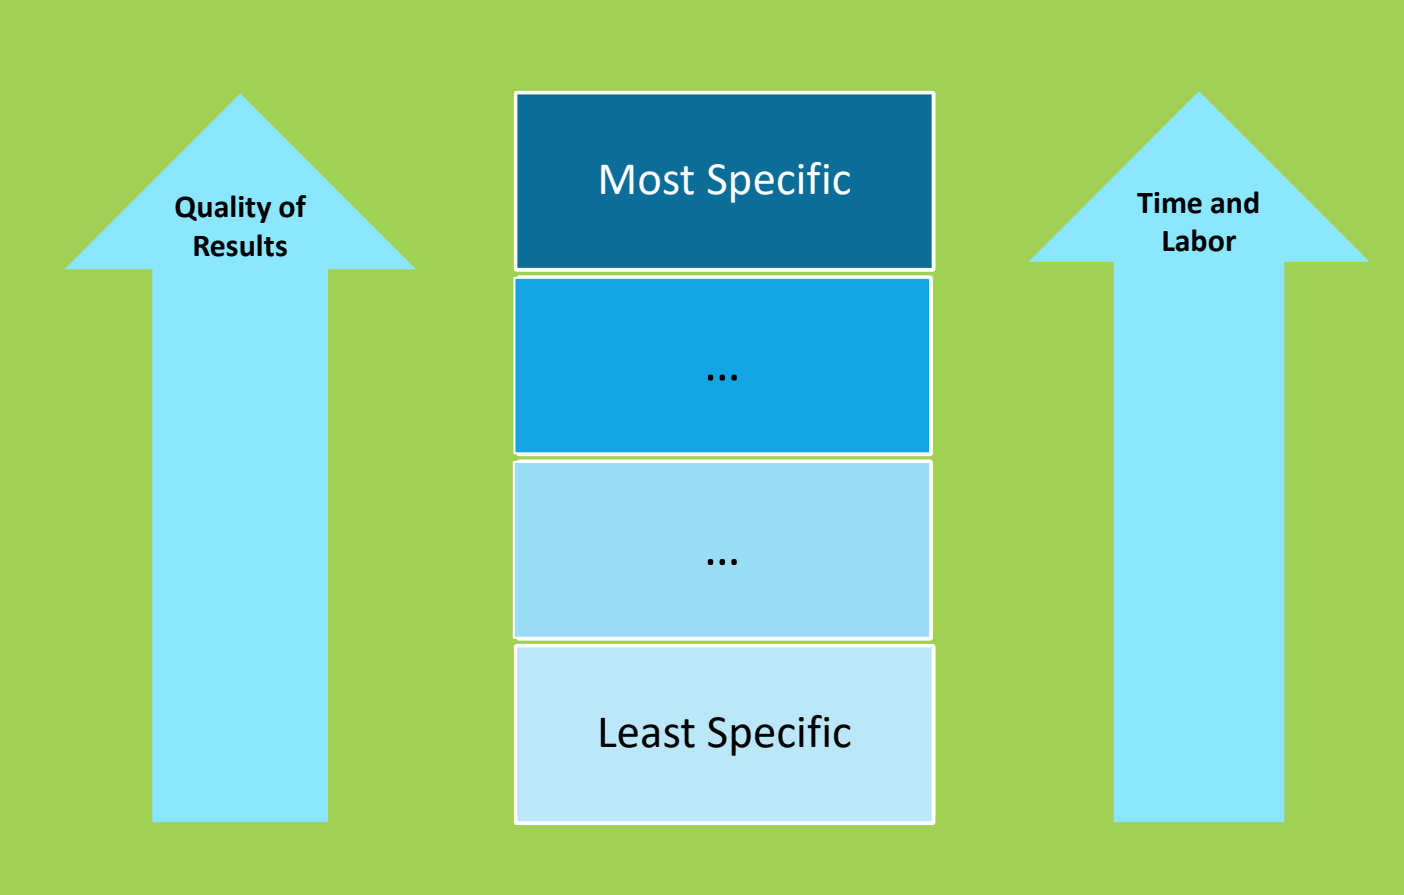 Quality of
Results
Most Specific
...
...
Least Specific
Time and
Labor